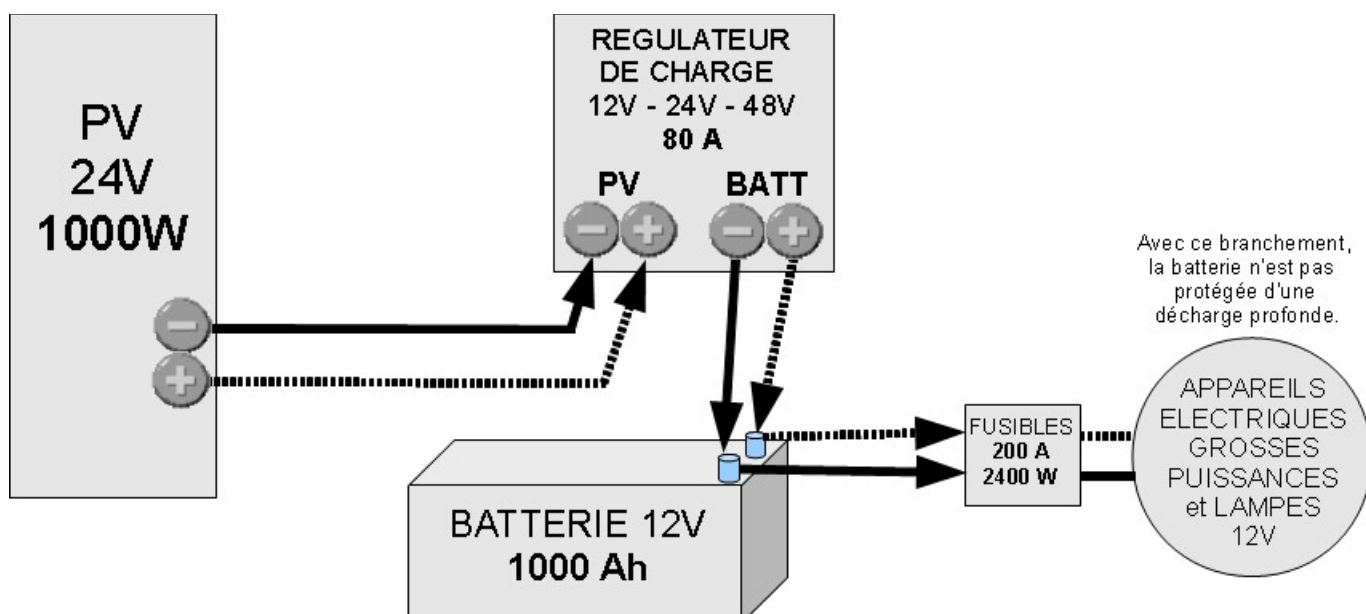 PV
24V
1000W
REGULATEUR
DE CHARGE
12V - 24V - 48V
80 A
PV BATT
Avec ce branchement,
la batterie n'est pas
protégée d'une
décharge profonde.
BATTERIE 12V
1000 Ah
FUSIBLES
200 A
2400 W
APPAREILS
ELECTRIQUES
GROSSES
PUISSANCES
et LAMPES
12V